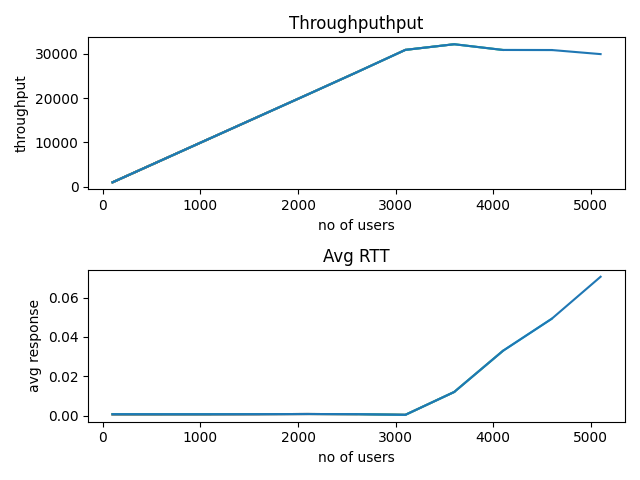 Throughputhput
30000
20000
10000
0
throughput
0 1000 2000 3000 4000 5000
no of users
Avg RTT
0.06
0.04
0.02
0.00
avg response
0 1000 2000 3000 4000 5000
no of users